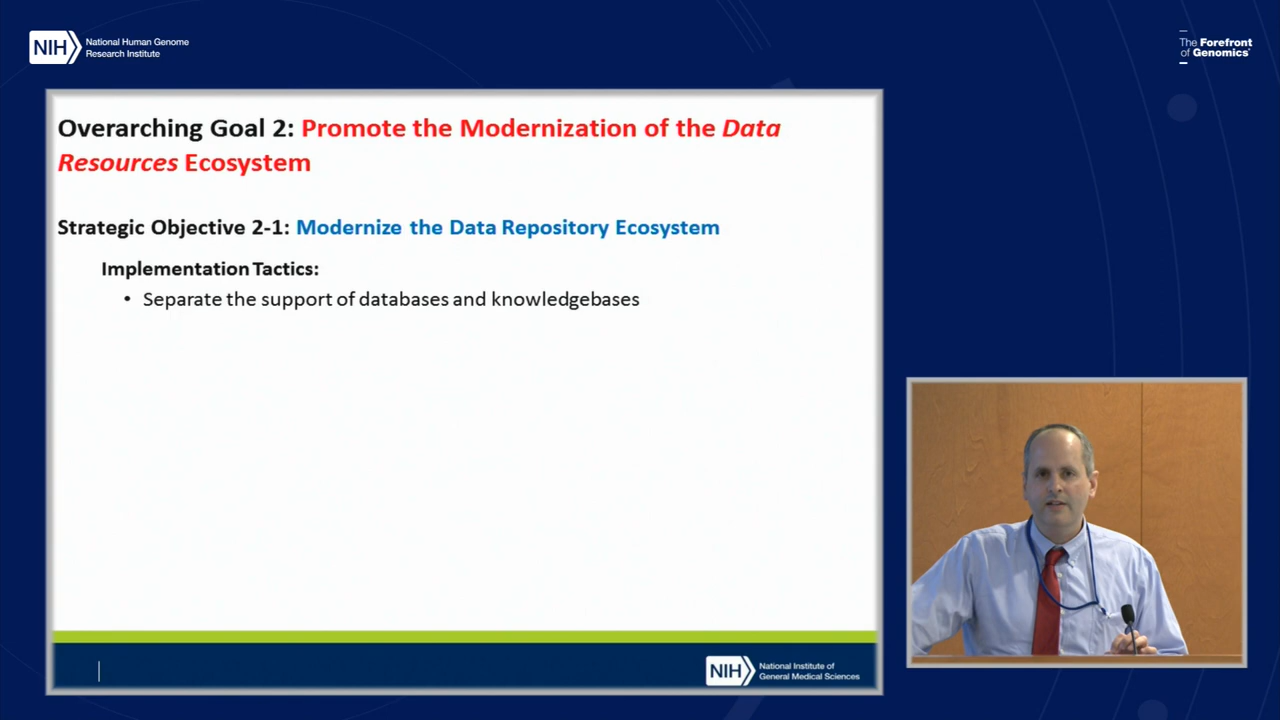 NIH National Human Genome
Research Institute
The Forefront
of Genomics®
Overarching Goal 2: Promote the Modernization of the Data
Resources Ecosystem
Strategic Objective 2-1: Modernize the Data Repository Ecosystem
Implementation Tactics:
• Separate the support of databases and knowledgebases
NIH National Institute of
General Medical Sciences